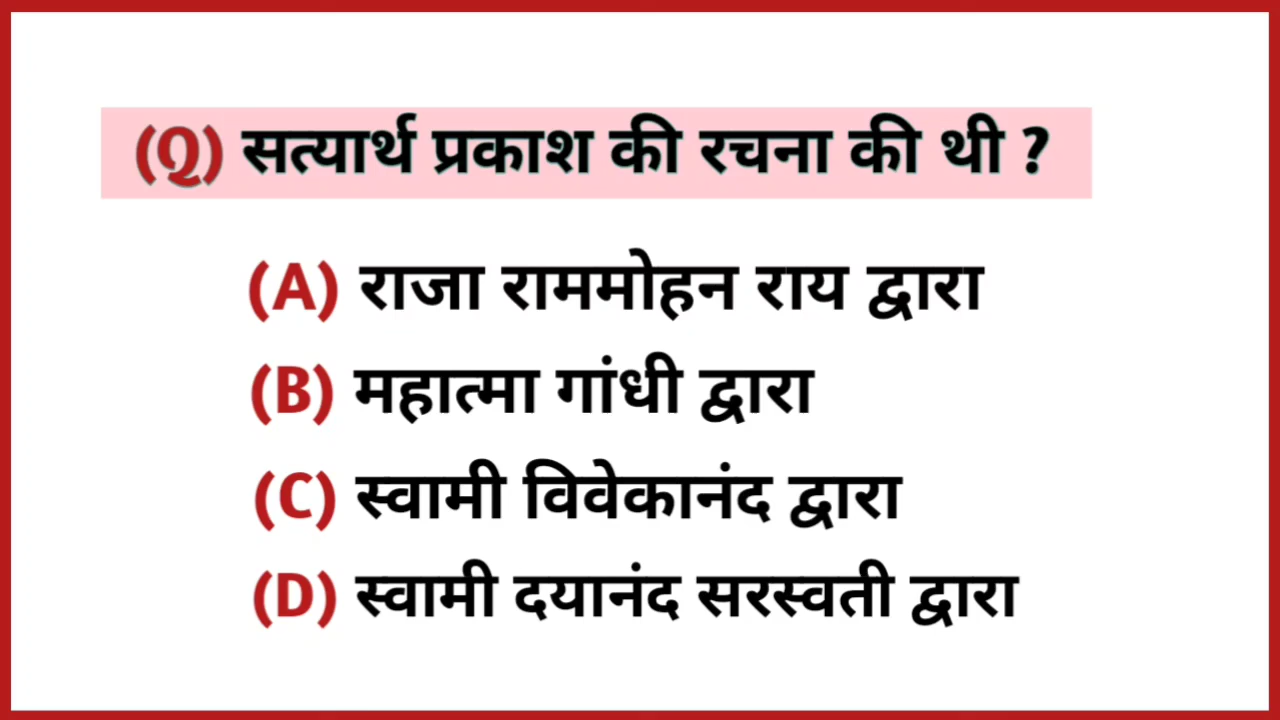 (Q) सत्यार्थ प्रकाश की रचना की थी ?
(A) राजा राममोहन राय द्वारा
(B) महात्मा गांधी द्वारा
(C) स्वामी विवेकानंद द्वारा
(D) स्वामी दयानंद सरस्वती द्वारा